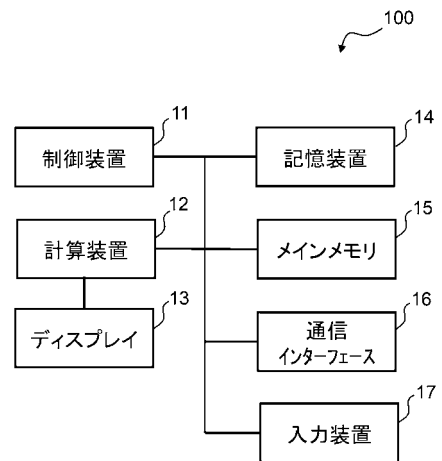 100
11
制御装置
14
記憶装置
12
計算装置
15
メインメモリ
13
ディスプレイ
16
通信
インターフェース
17
入力装置